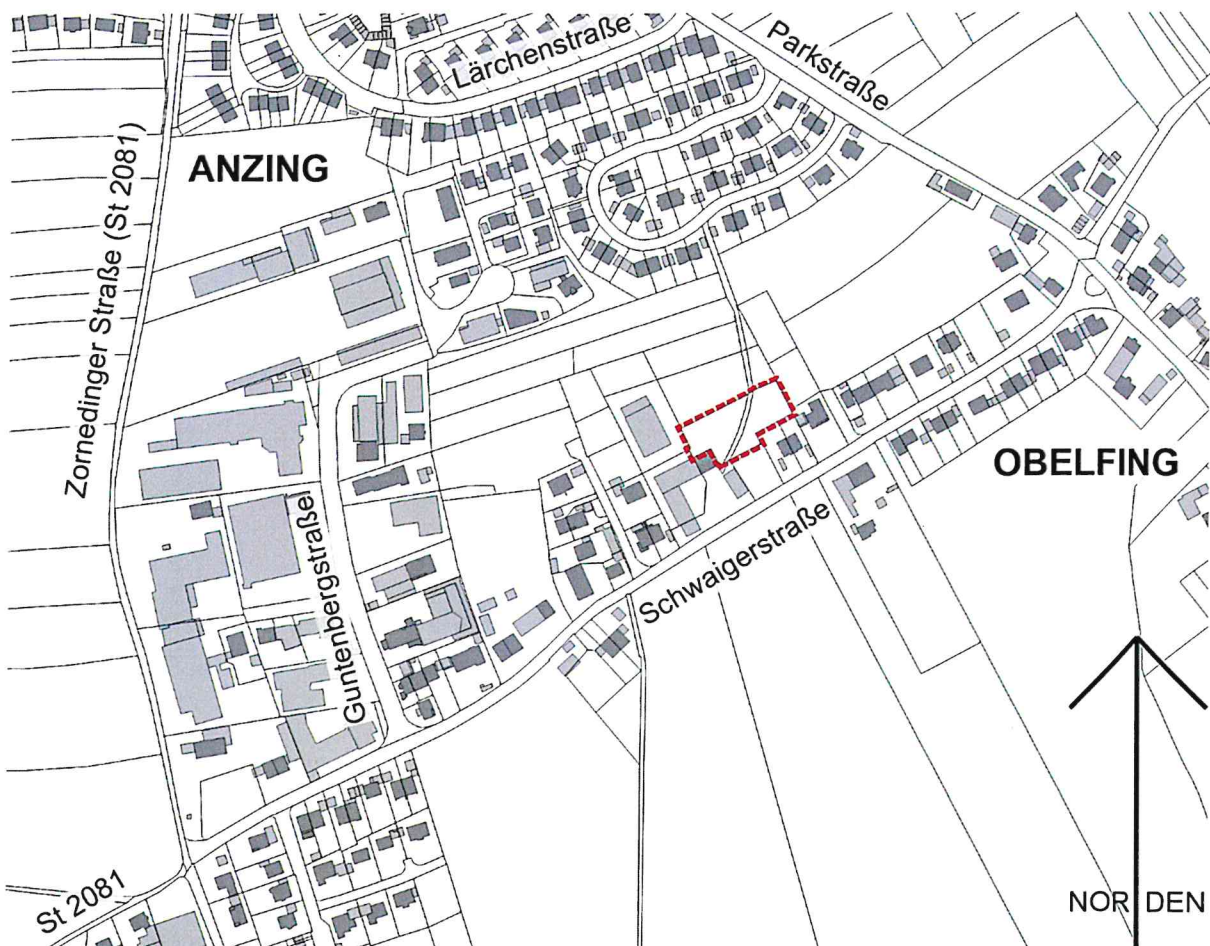 Lärchenstraße
Parkstraße
ANZING
Zornedinger Straße (St 2081)
OBELFING
Guntenbergstraße
Schwaigerstraße
St 2081
NORDEN